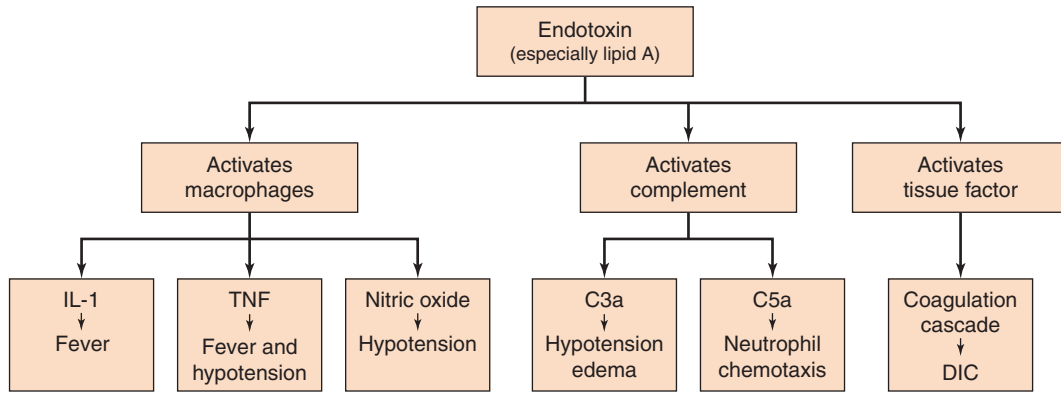 Endotoxin
(especially lipid A)
Activates
macrophages
Activates
complement
Activates
tissue factor
IL-1
Fever
TNF
Fever and
hypotension
Nitric oxide
Hypotension
C3a
Hypotension
edema
C5a
Neutrophil
chemotaxis
Coagulation
cascade
DIC